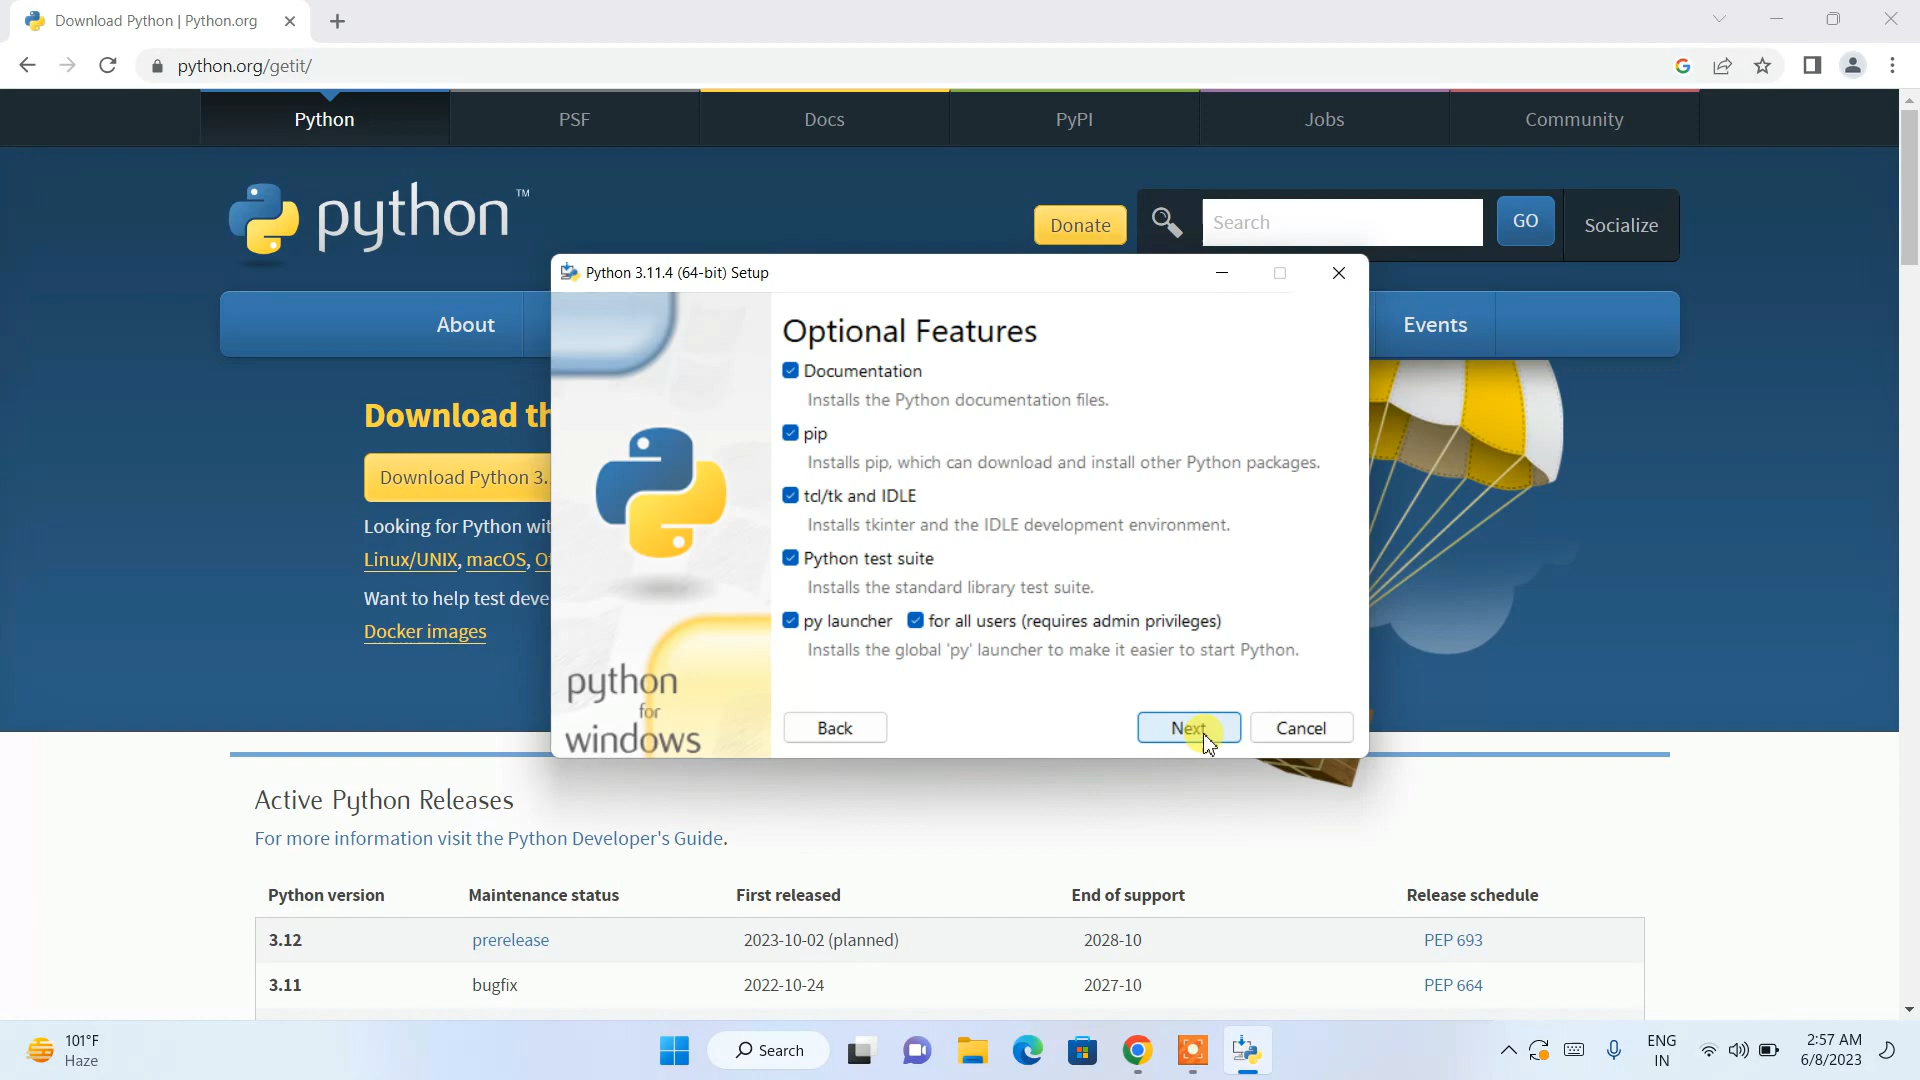 Download Python | Python.org
python.org/getit/
Python PSF Docs PyPI Jobs Community
python™
Donate Search GO Socialize
About Events
Python 3.11.4 (64-bit) Setup
Optional Features
Documentation
Installs the Python documentation files.
pip
Installs pip, which can download and install other Python packages.
tcl/tk and IDLE
Installs tkinter and the IDLE development environment.
Python test suite
Installs the standard library test suite.
py launcher for all users (requires admin privileges)
Installs the global 'py' launcher to make it easier to start Python.
python
for
windows
Back Next Cancel
Download th
Download Python 3.
Looking for Python wit
Linux/UNIX, macOS, Ot
Want to help test deve
Docker images
Active Python Releases
For more information visit the Python Developer's Guide.
Python version Maintenance status First released End of support Release schedule
3.12 prerelease 2023-10-02 (planned) 2028-10 PEP 693
3.11 bugfix 2022-10-24 2027-10 PEP 664
101°F
Haze
Search
ENG
IN
2:57 AM
6/8/2023